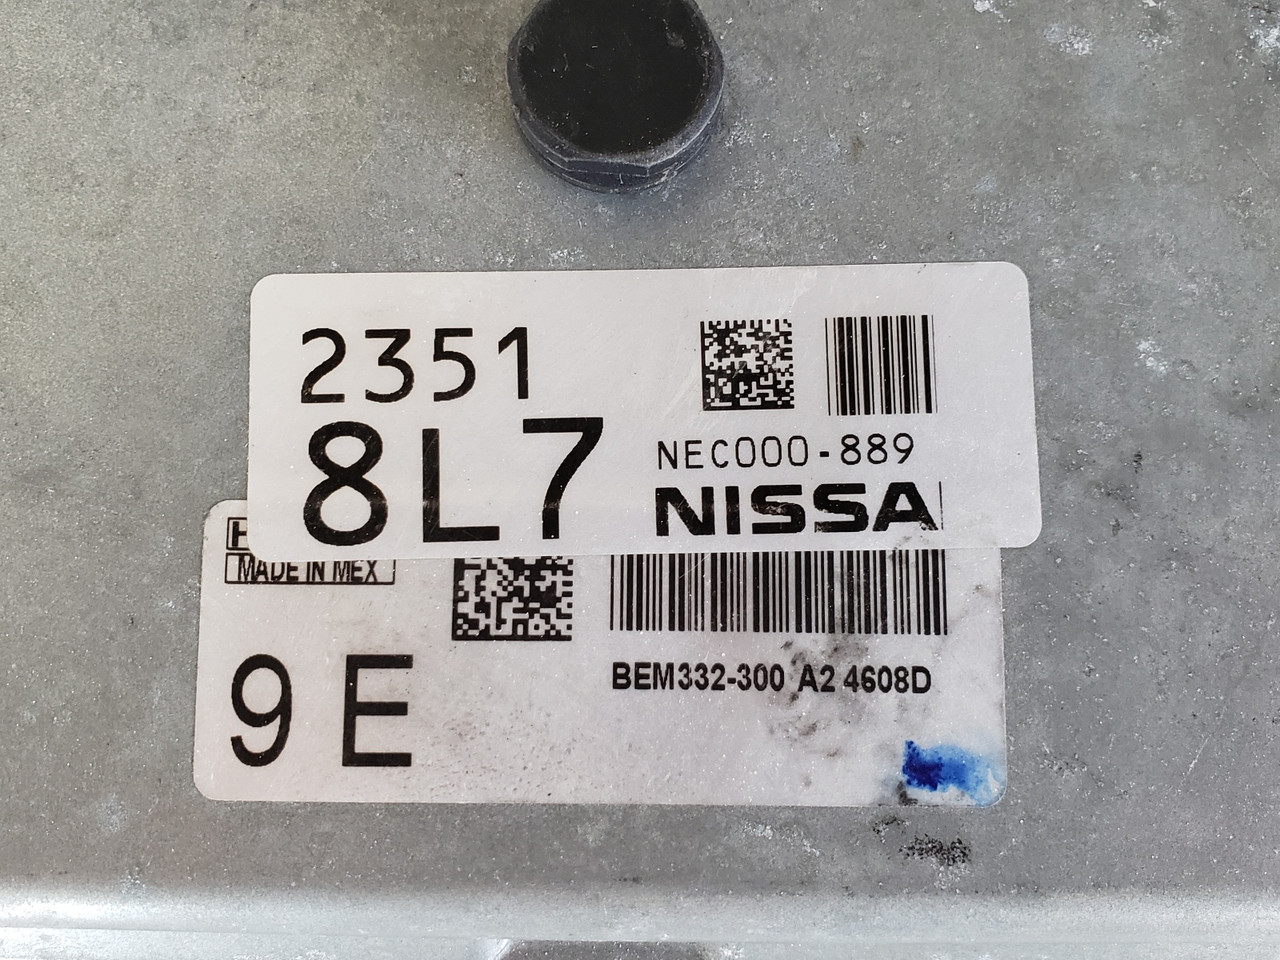 2351
8L7
NEC000-889
NISSA
MADE IN MEX
9 E
BEM332-300 A2 4608D